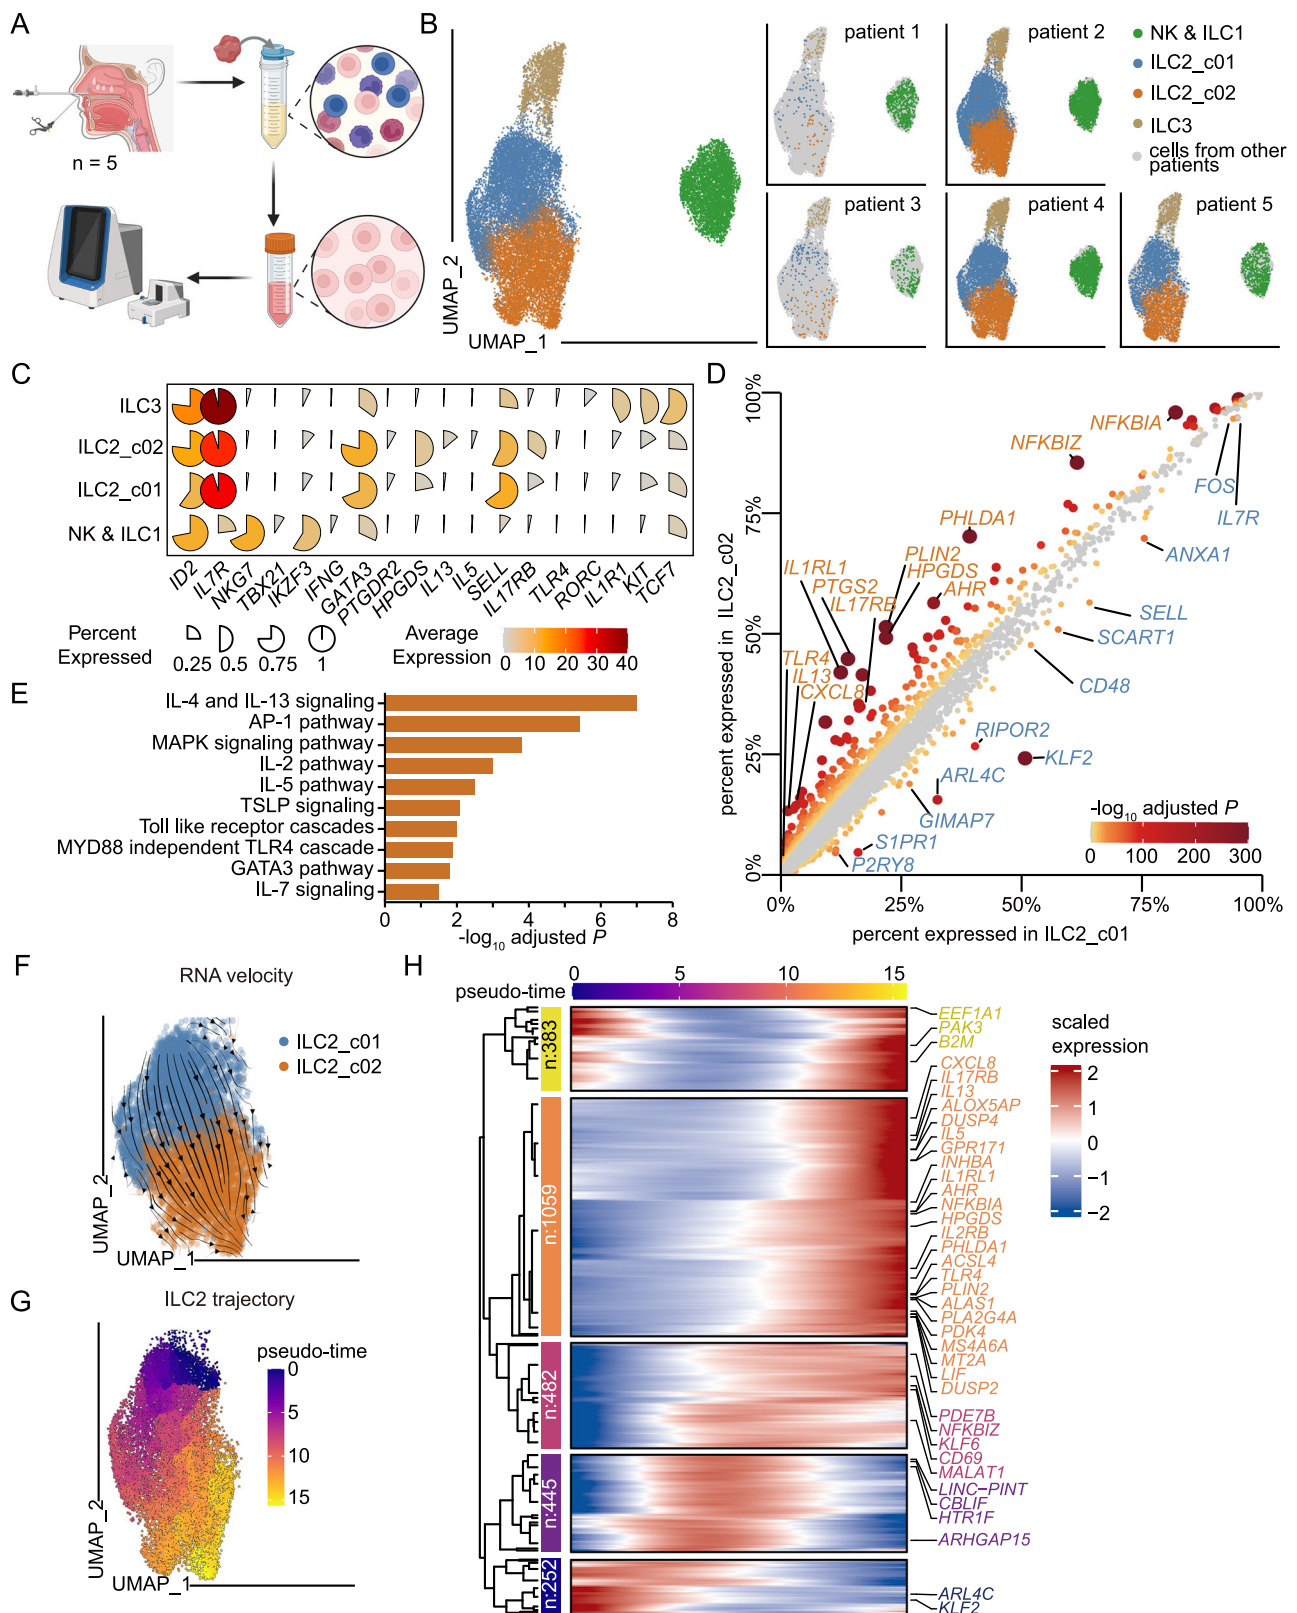 A
n = 5
B
UMAP_2
UMAP_1
patient 1
patient 2
patient 3
patient 4
patient 5
NK & ILC1
ILC2_c01
ILC2_c02
ILC3
cells from other
patients
C
ILC3
ILC2_c02
ILC2_c01
NK & ILC1
ID2
IL7R
NKG7
TBX21
IKZF3
IFNG
GATA3
PTGDR2
HPGDS
IL13
IL5
SELL
IL17RB
TLR4
RORC
IL1R1
KIT
TCF7
Percent
Expressed
0.25
0.5
0.75
1
Average
Expression
0 10 20 30 40
D
percent expressed in ILC2_c02
100%
75%
50%
25%
0%
NFKBIA
NFKBIZ
PHLDA1
PLIN2
HPGDS
AHR
IL1RL1
PTGS2
IL17RB
TLR4
IL13
CXCL8
FOS
IL7R
ANXA1
SELL
SCART1
CD48
RIPOR2
KLF2
ARL4C
GIMAP7
S1PR1
P2RY8
-log10 adjusted P
0 100 200 300
0% 25% 50% 75% 100%
percent expressed in ILC2_c01
E
IL-4 and IL-13 signaling
AP-1 pathway
MAPK signaling pathway
IL-2 pathway
IL-5 pathway
TSLP signaling
Toll like receptor cascades
MYD88 independent TLR4 cascade
GATA3 pathway
IL-7 signaling
0 2 4 6 8
-log10 adjusted P
F
RNA velocity
ILC2_c01
ILC2_c02
UMAP_2
UMAP_1
G
ILC2 trajectory
pseudo-time
0
5
10
15
UMAP_2
UMAP_1
H
0 5 10 15
pseudo-time
n:383
n:1059
n:482
n:445
n:252
EEF1A1
PAK3
B2M
CXCL8
IL17RB
IL13
ALOX5AP
DUSP4
IL5
GPR171
INHBA
IL1RL1
AHR
NFKBIA
HPGDS
IL2RB
PHLDA1
ACSL4
TLR4
PLIN2
ALAS1
PLA2G4A
PDK4
MS4A6A
MT2A
LIF
DUSP2
PDE7B
NFKBIZ
KLF6
CD69
MALAT1
LINC−PINT
CBLIF
HTR1F
ARHGAP15
ARL4C
KLF2
scaled
expression
2
1
0
−1
−2